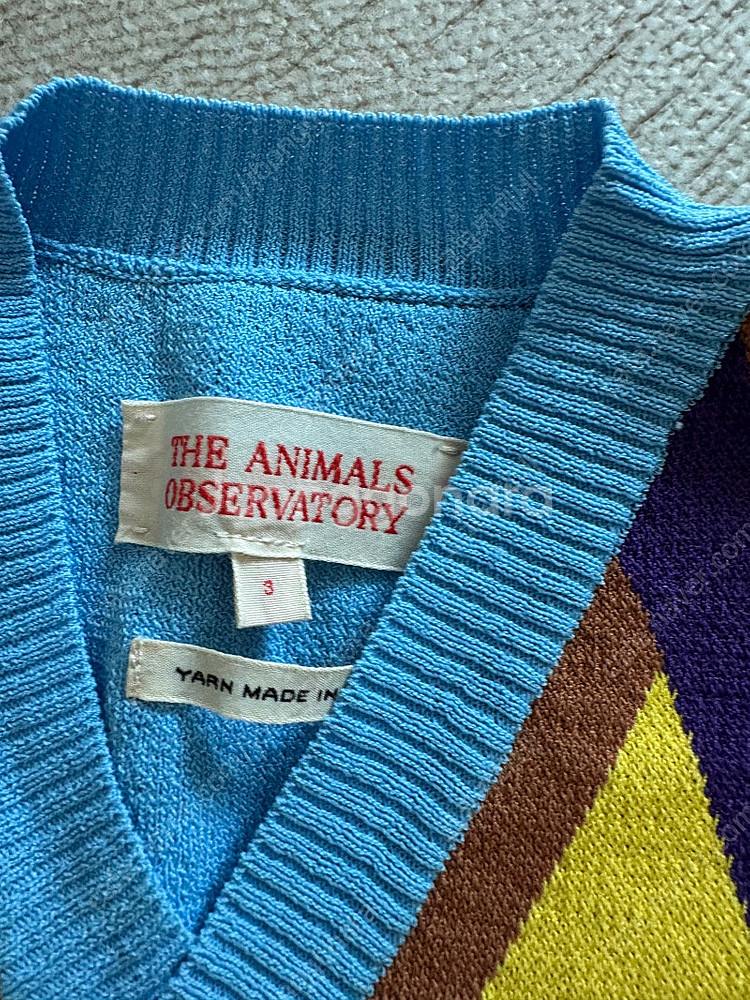 THE ANIMALS
OBSERVATORY
3
YARN MADE IN